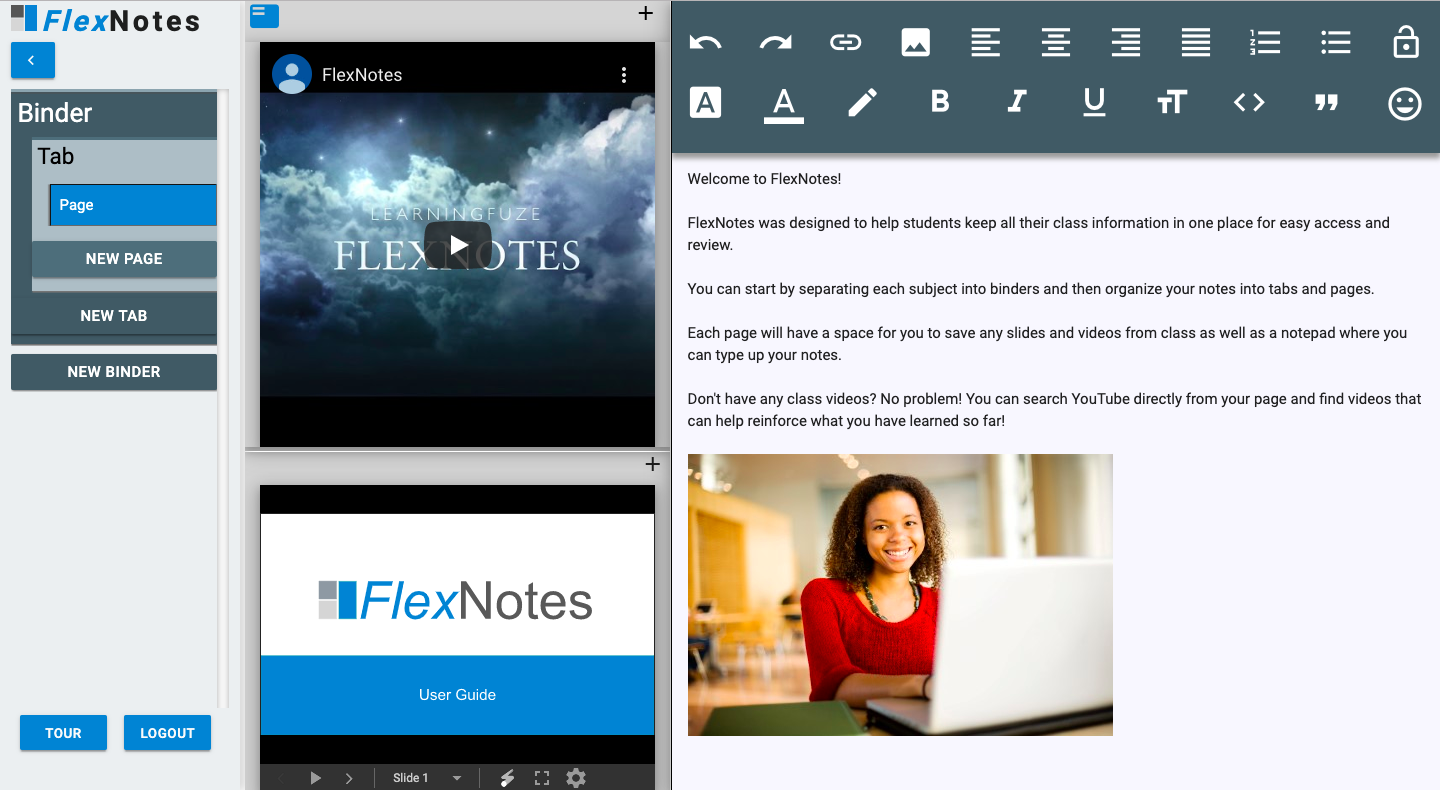 FlexNotes
Binder
Tab
Page
NEW PAGE
NEW TAB
NEW BINDER
TOUR
LOGOUT
FlexNotes
LEARNINGFUZE
FLEXNOTES
FlexNotes
User Guide
Slide 1
A
A
B
I
U
TT
Welcome to FlexNotes!
FlexNotes was designed to help students keep all their class information in one place for easy access and
review.
You can start by separating each subject into binders and then organize your notes into tabs and pages.
Each page will have a space for you to save any slides and videos from class as well as a notepad where you
can type up your notes.
Don't have any class videos? No problem! You can search YouTube directly from your page and find videos that
can help reinforce what you have learned so far!